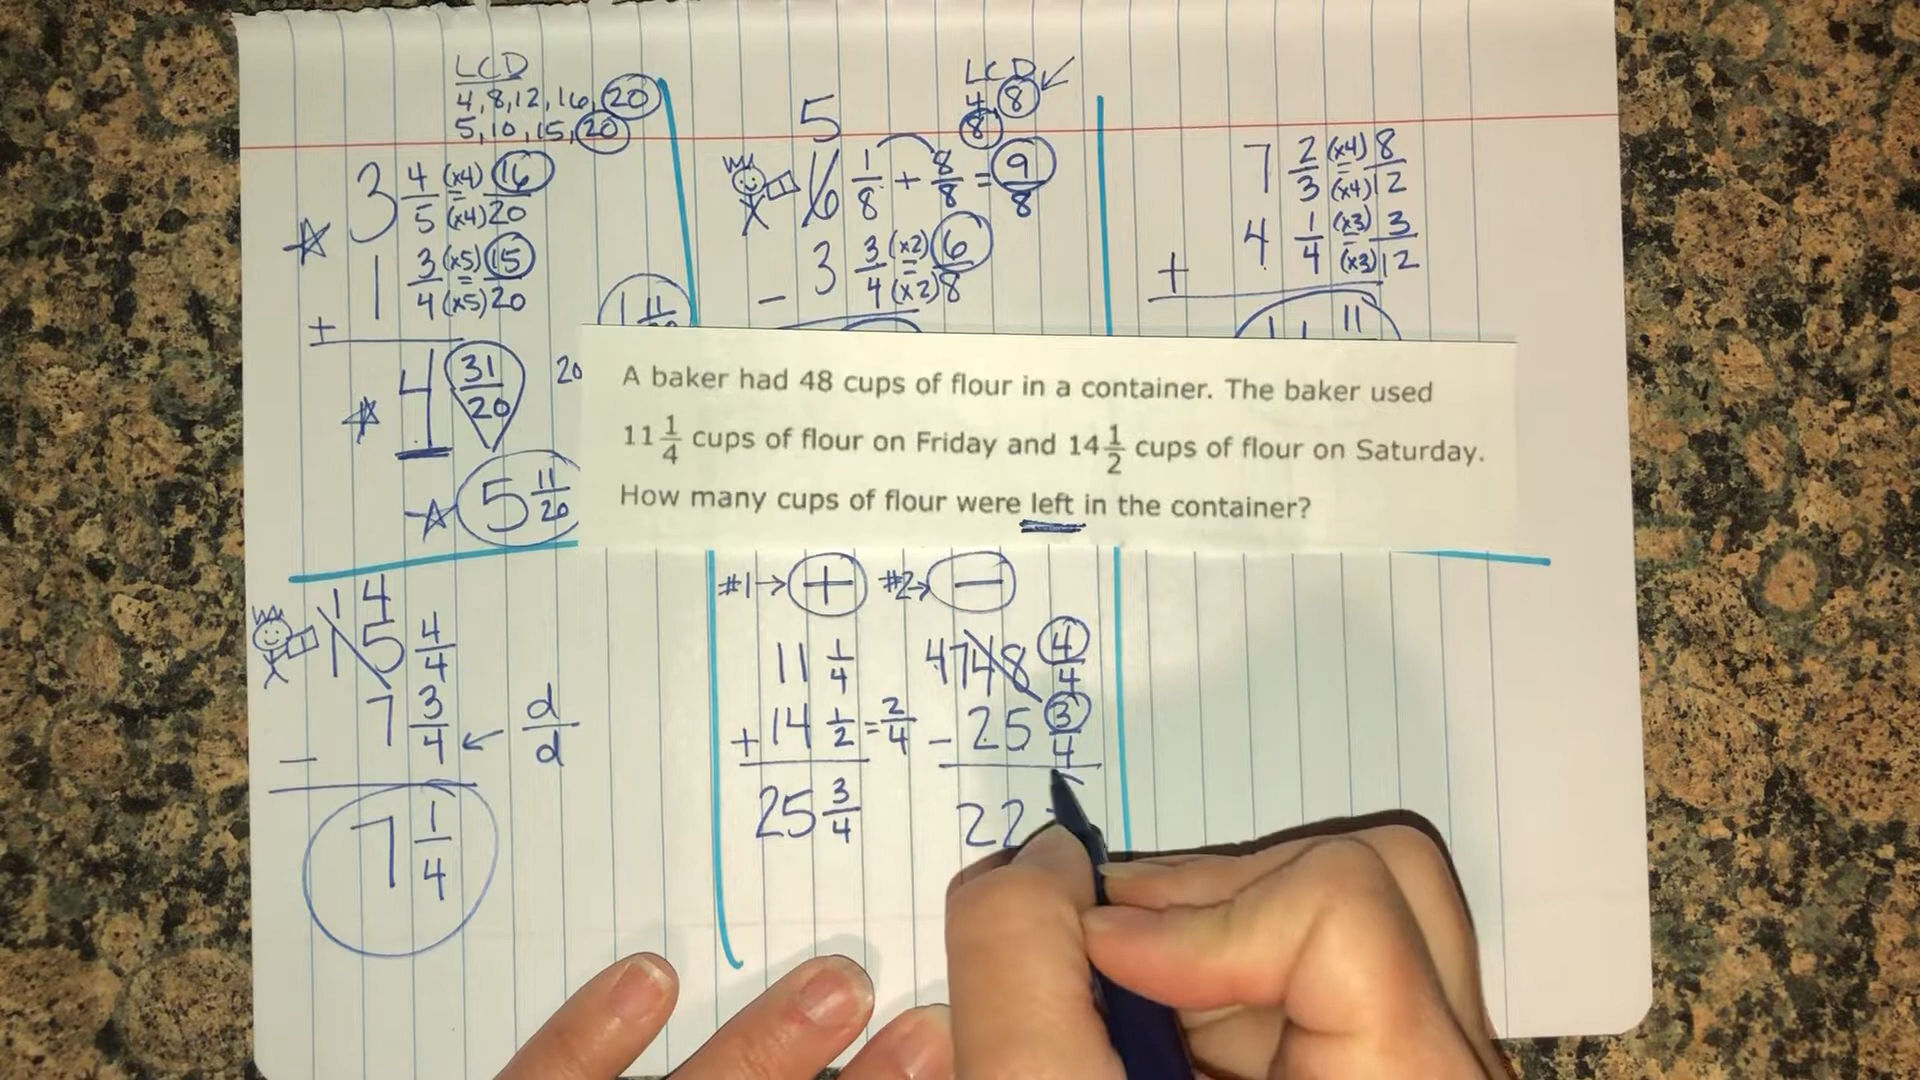 LCD
4, 8, 12, 16, 20
5, 10, 15, 20
3 4/5 (x4) = (x4) 16/20
+ 1 3/4 (x5) = (x5) 15/20
4 31/20 20
5 11/20
1 11
LCD
4, 8
8
5
6 1/8 + 8/8 = 9/8
- 3 3/4 (x2) = (x2) 6/8
7 2/3 (x4) = (x4) 8/12
+ 4 1/4 (x3) = (x3) 3/12
11 11
A baker had 48 cups of flour in a container. The baker used
11 1/4 cups of flour on Friday and 14 1/2 cups of flour on Saturday.
How many cups of flour were left in the container?
14
15 4/4
- 7 3/4 ← d/d
7 1/4
#1→ + #2→ −
11 1/4
+ 14 1/2 = 2/4
25 3/4
47 48 4/4
- 25 3/4
22